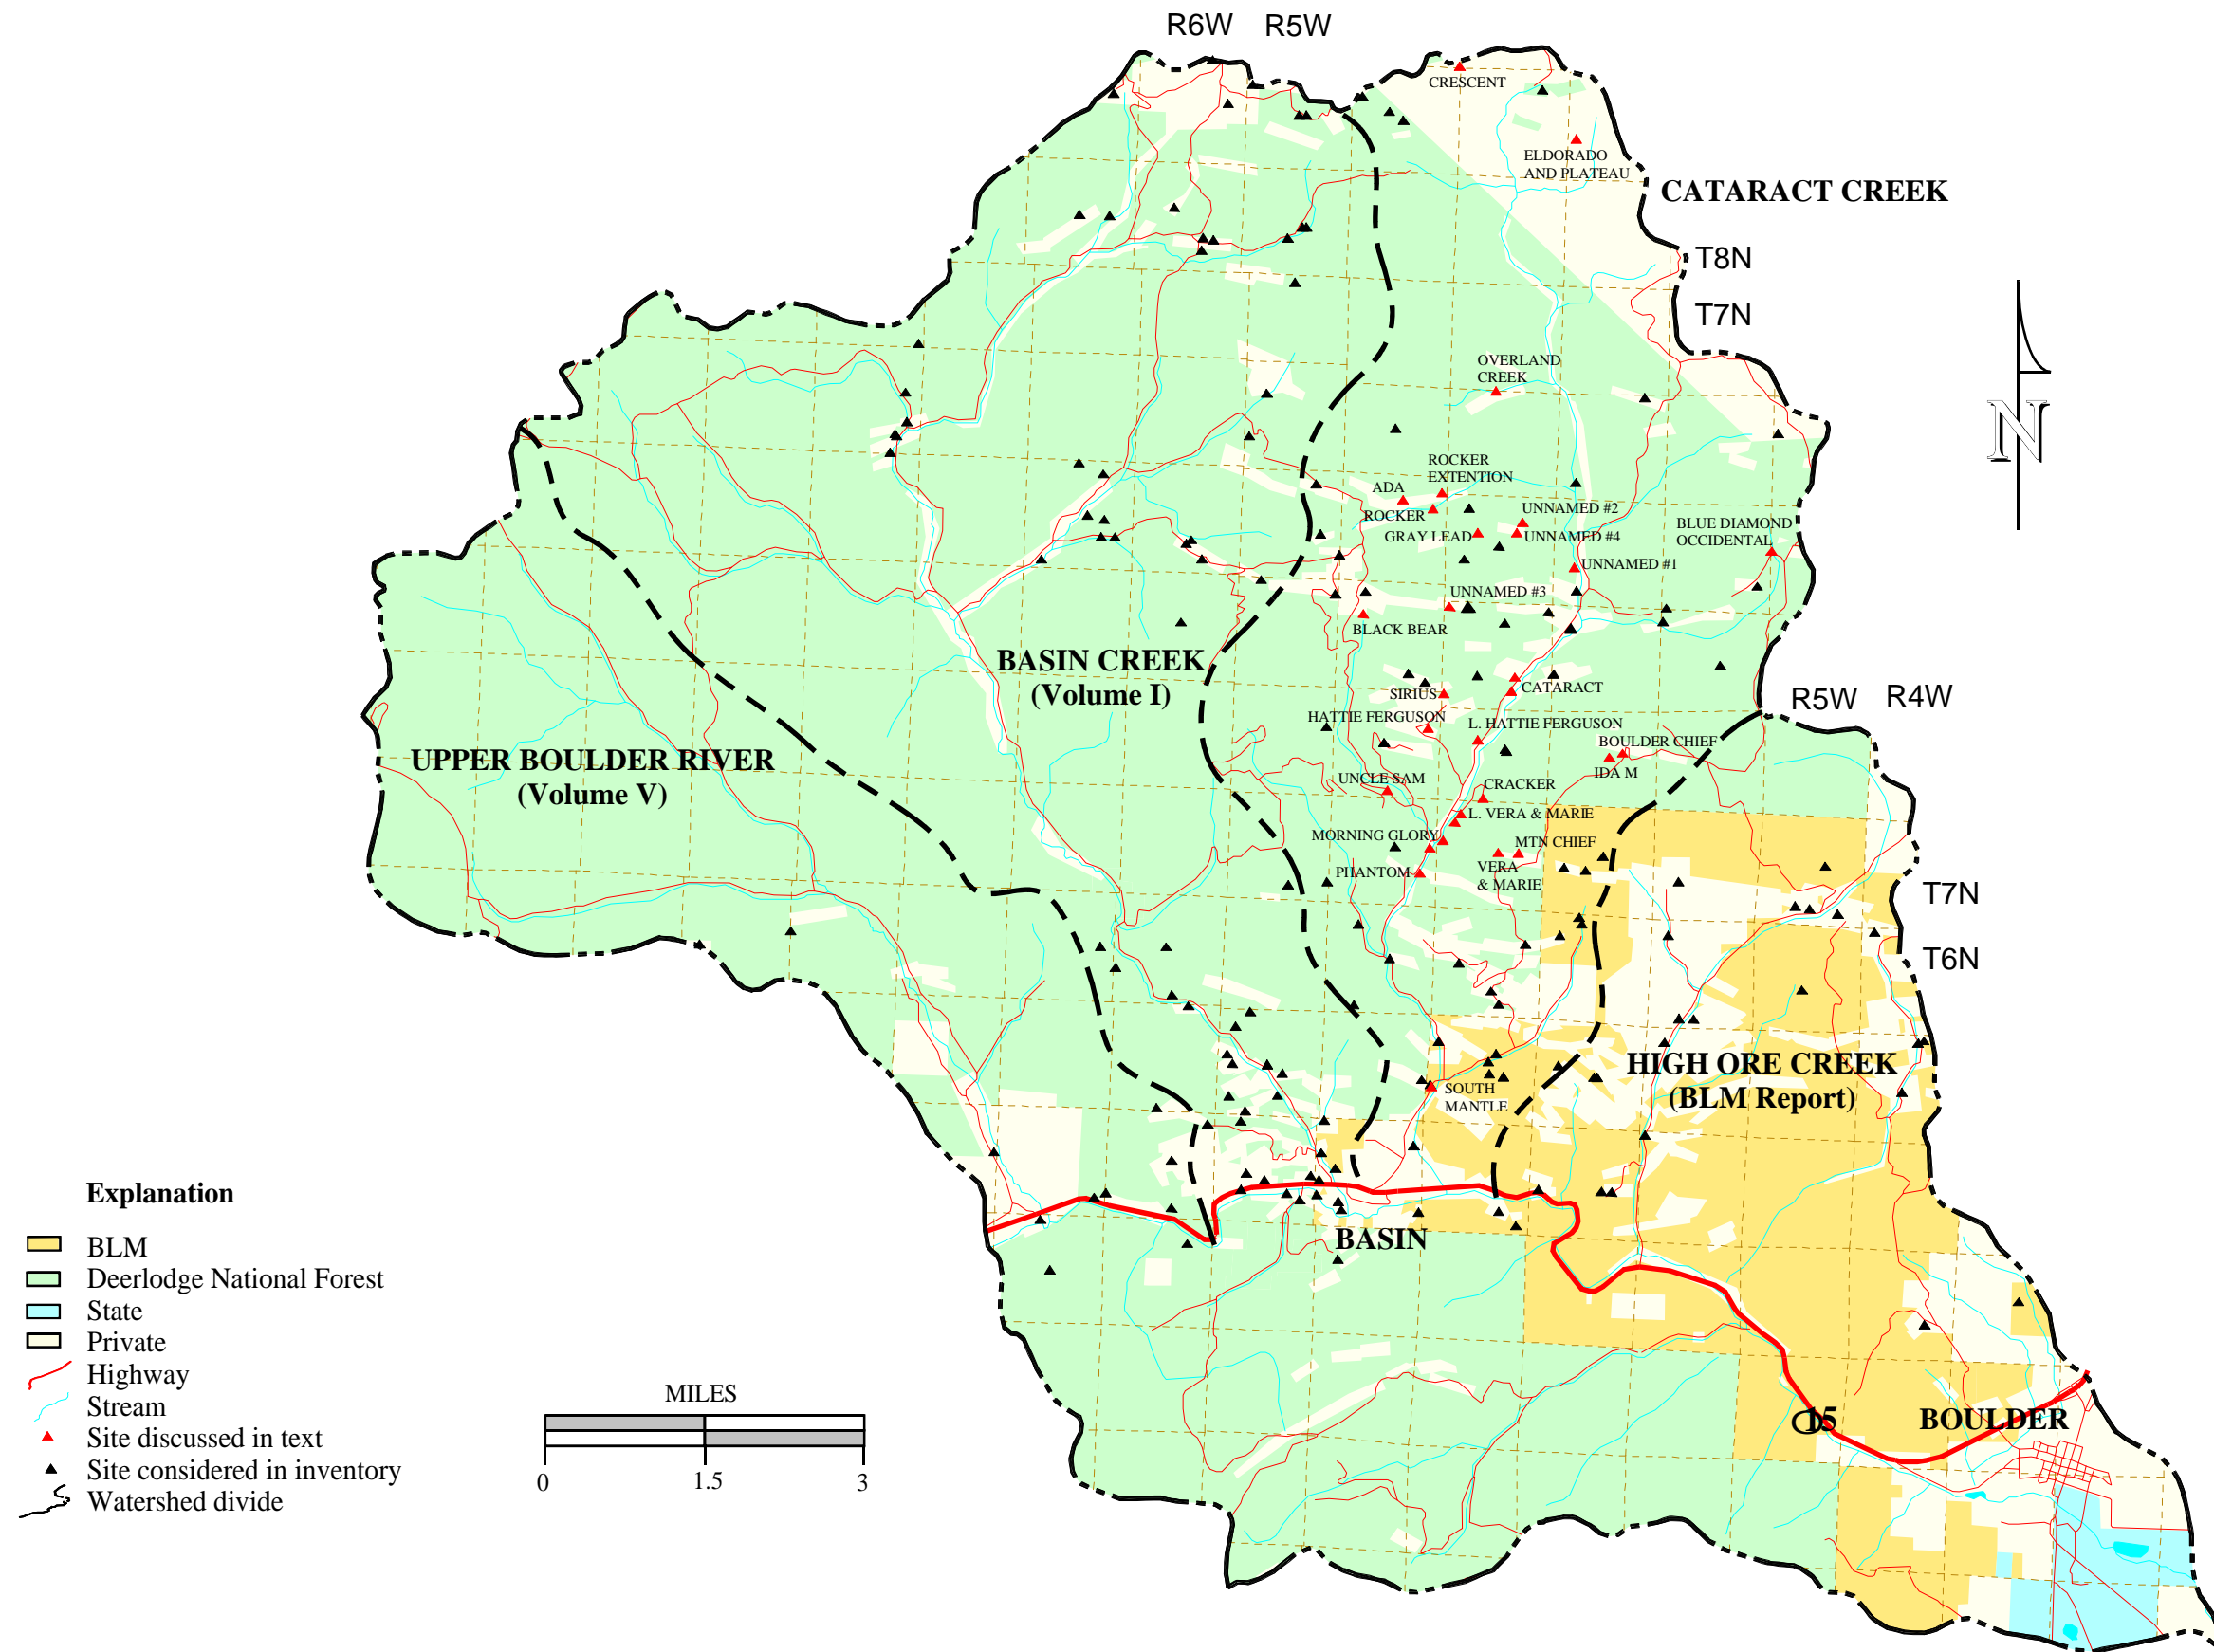 R6W R5W
CRESCENT
ELDORADO
AND PLATEAU
CATARACT CREEK
T8N
T7N
N
OVERLAND
CREEK
ROCKER
EXTENTION
ADA
ROCKER
UNNAMED #2
GRAY LEAD
UNNAMED #4
BLUE DIAMOND
OCCIDENTAL
UNNAMED #1
UNNAMED #3
BLACK BEAR
BASIN CREEK
(Volume I)
SIRIUS
CATARACT
R5W R4W
HATTIE FERGUSON
L. HATTIE FERGUSON
BOULDER CHIEF
IDA M
UPPER BOULDER RIVER
(Volume V)
UNCLE SAM
CRACKER
L. VERA & MARIE
MORNING GLORY
MTN CHIEF
PHANTOM
VERA
& MARIE
T7N
T6N
HIGH ORE CREEK
(BLM Report)
SOUTH
MANTLE
BASIN
Explanation
BLM
Deerlodge National Forest
State
Private
Highway
Stream
Site discussed in text
Site considered in inventory
Watershed divide
MILES
0 1.5 3
15
BOULDER